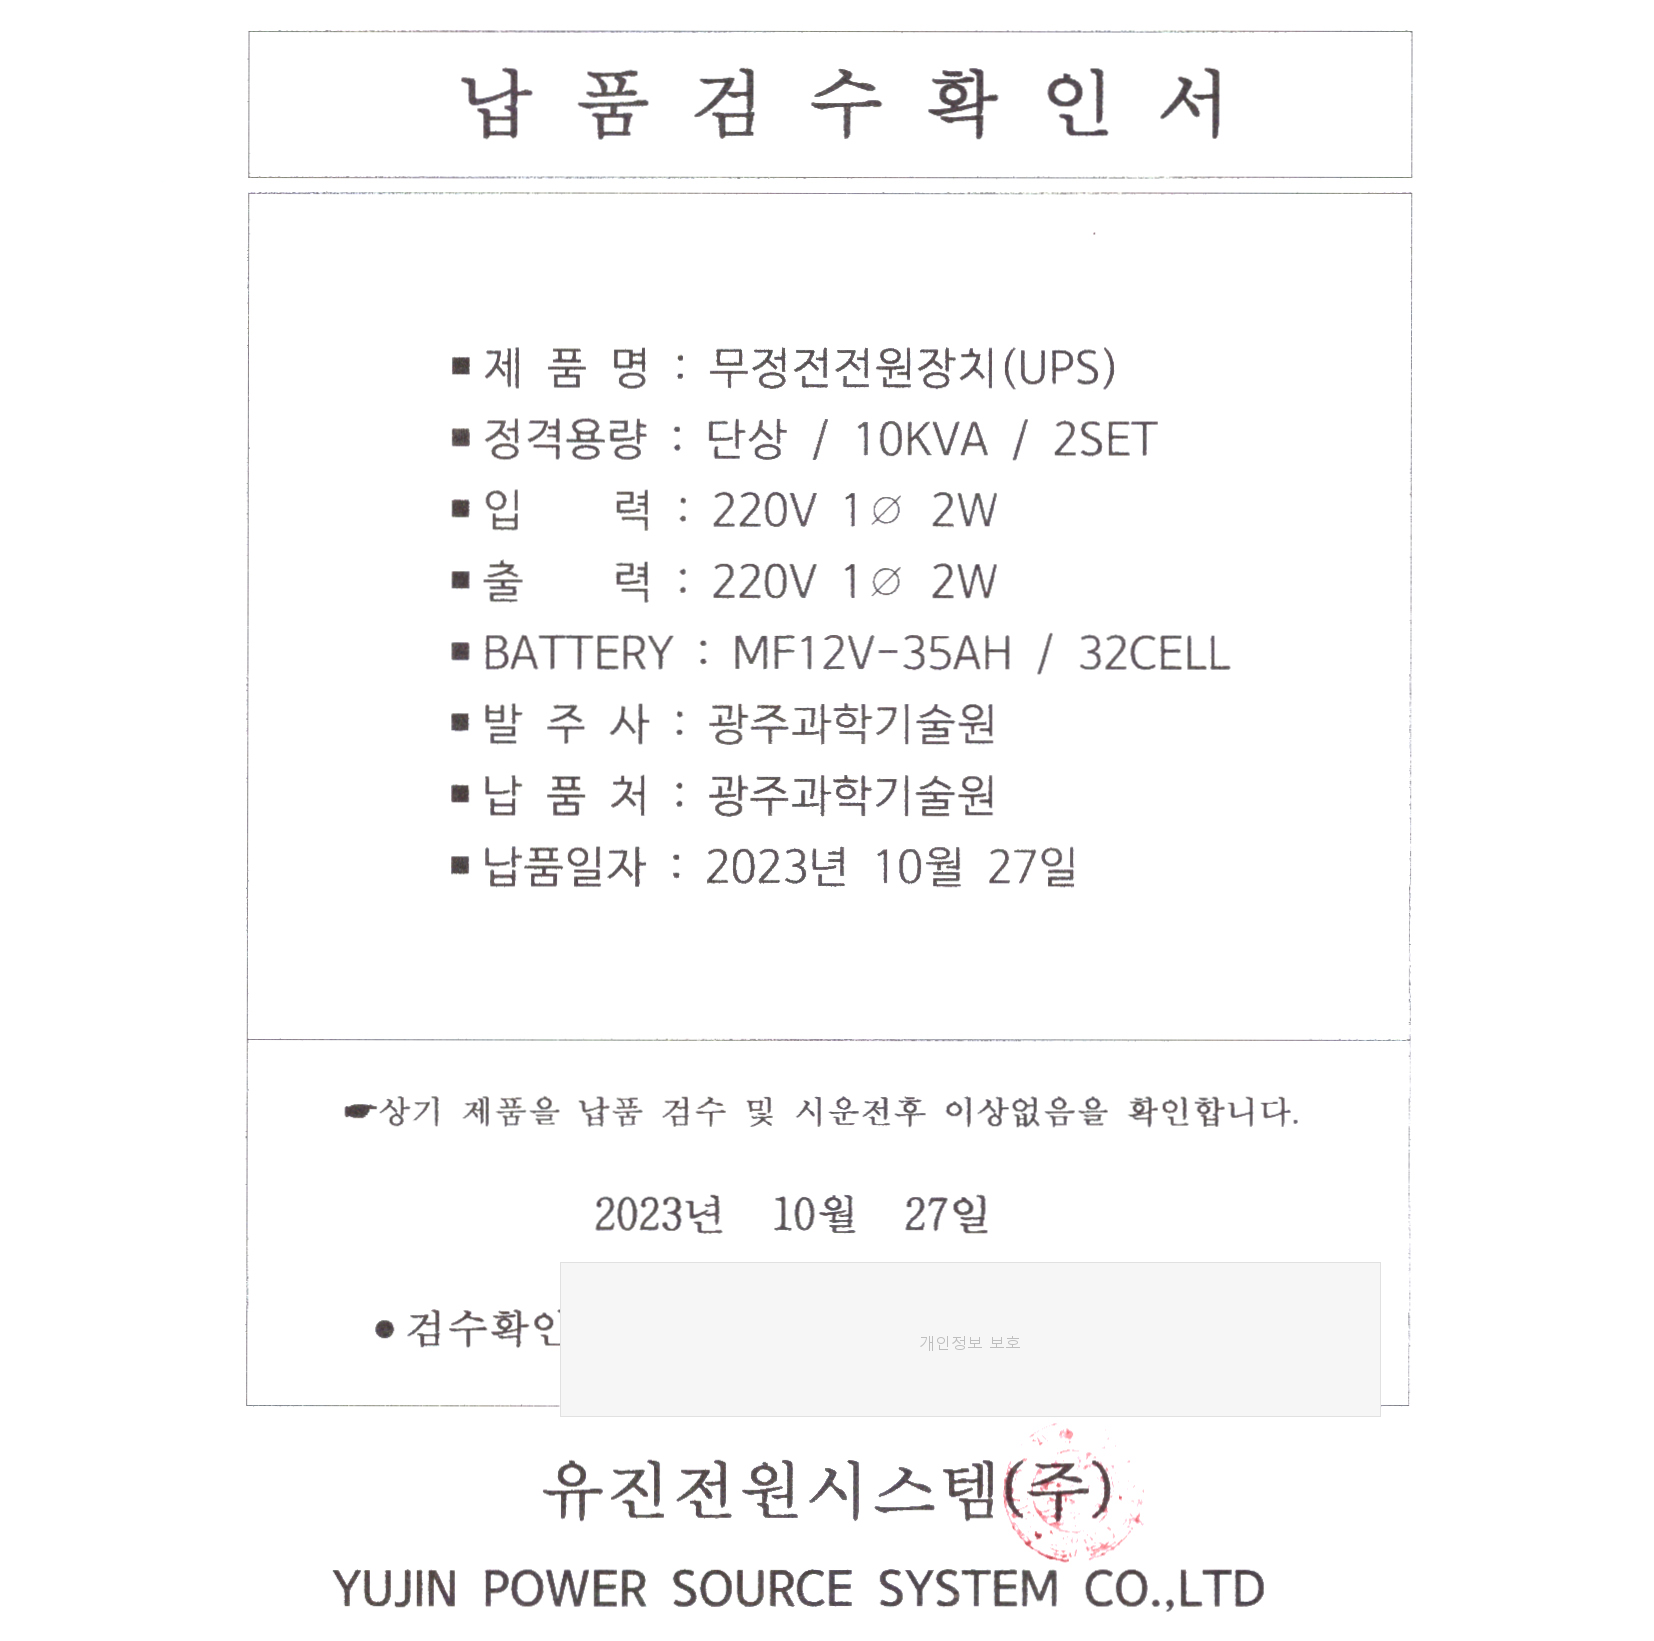 납 품 검 수 확 인 서
■ 제 품 명 : 무정전전원장치(UPS)
■ 정격용량 : 단상 / 10KVA / 2SET
■ 입 력 : 220V 1∅ 2W
■ 출 력 : 220V 1∅ 2W
■ BATTERY : MF12V-35AH / 32CELL
■ 발 주 사 : 광주과학기술원
■ 납 품 처 : 광주과학기술원
■ 납품일자 : 2023년 10월 27일
☛상기 제품을 납품 검수 및 시운전후 이상없음을 확인합니다.
2023년 10월 27일
● 검수확인
개인정보 보호
유진전원시스템(주)
YUJIN POWER SOURCE SYSTEM CO.,LTD